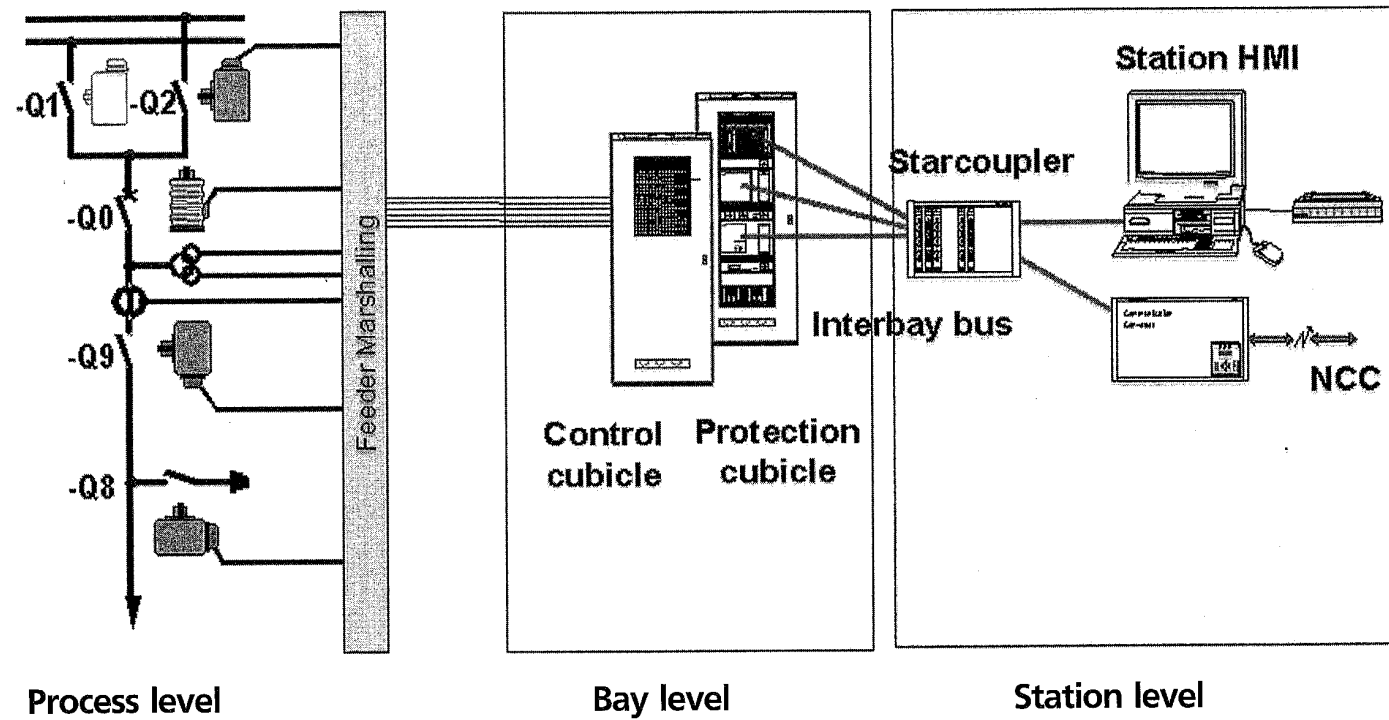 -Q1
-Q2
-Q0
-Q9
-Q8
Feeder Marshalling
Control
cubicle
Protection
cubicle
Interbay bus
Starcoupler
Station HMI
NCC
Process level
Bay level
Station level